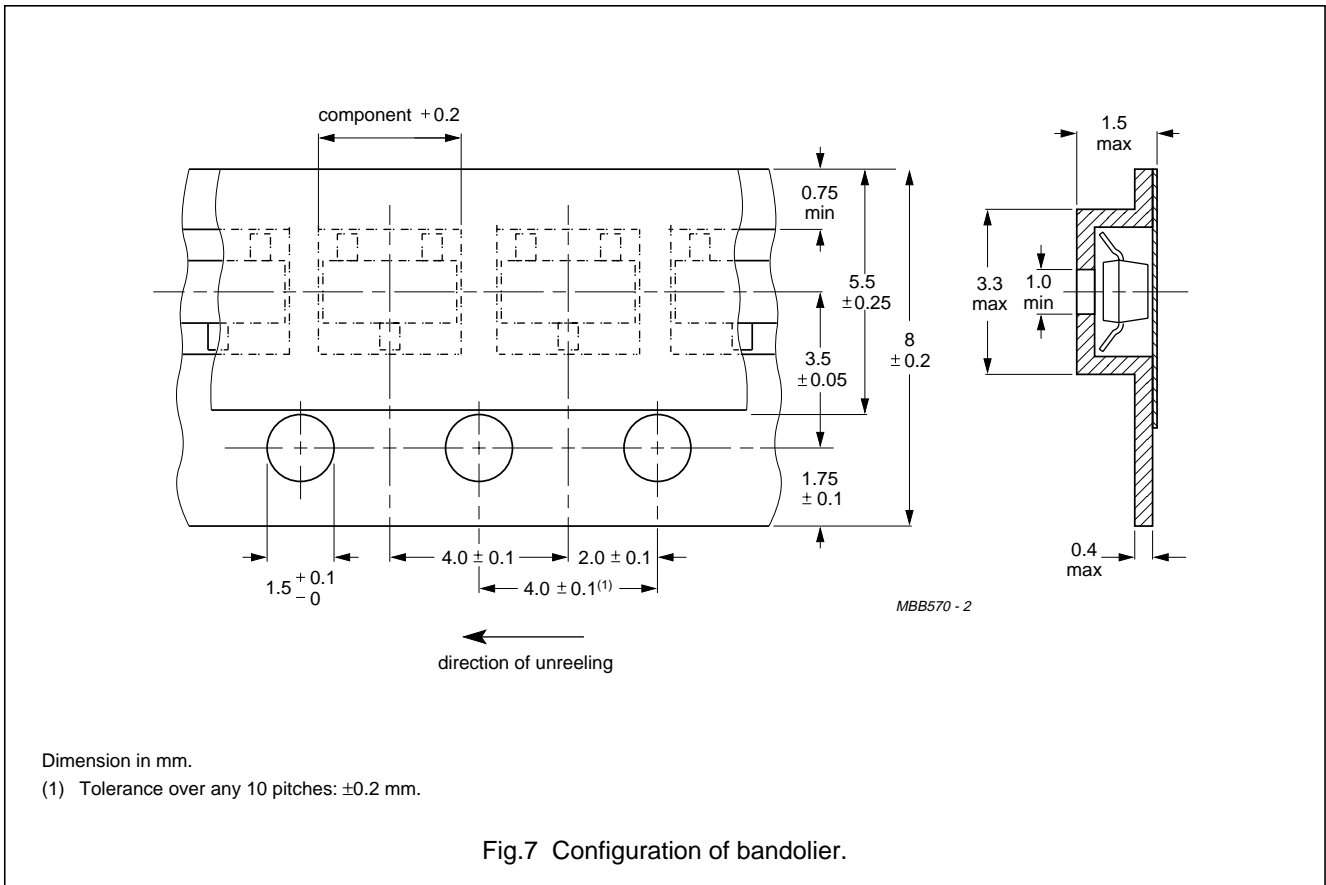 component +0.2
0.75
min
5.5
±0.25
3.5
±0.05
8
±0.2
1.75
±0.1
4.0 ±0.1
2.0 ±0.1
4.0 ±0.1(1)
1.5 +0.1
−0
direction of unreeling
1.5
max
3.3
max
1.0
min
0.4
max
MBB570 - 2
Dimension in mm.
(1) Tolerance over any 10 pitches: ±0.2 mm.
Fig.7 Configuration of bandolier.